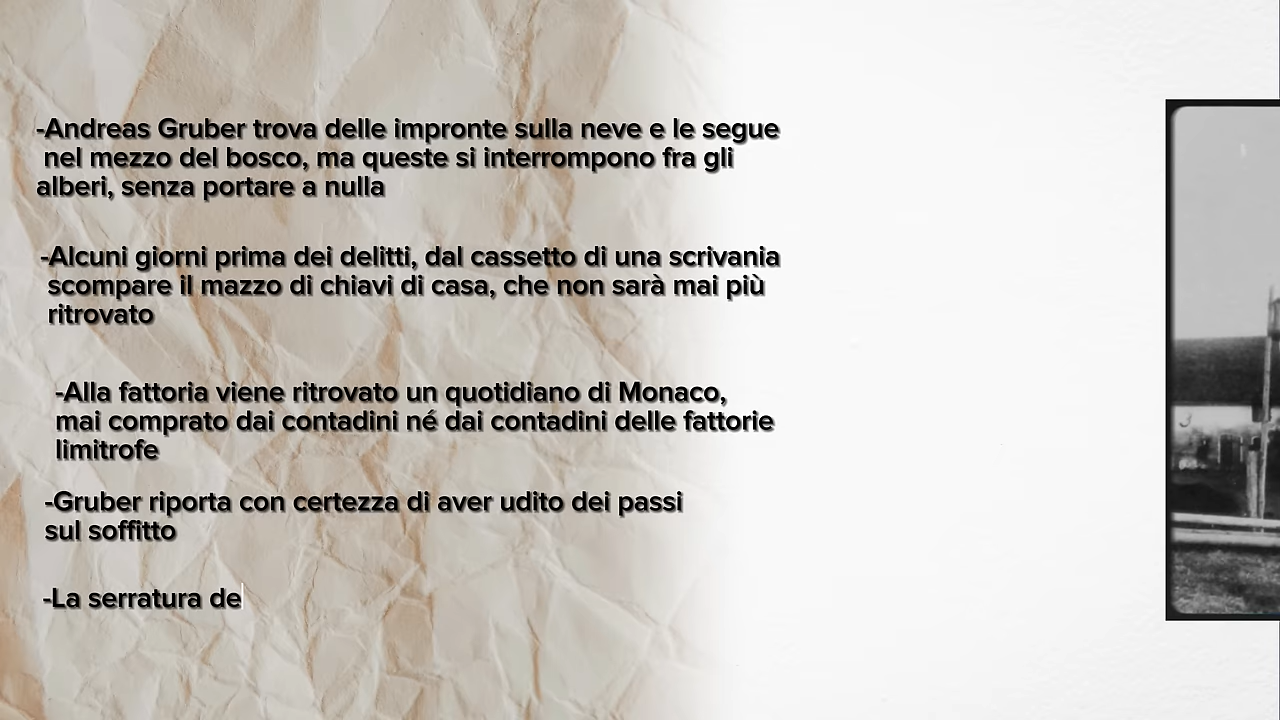 -Andreas Gruber trova delle impronte sulla neve e le segue
nel mezzo del bosco, ma queste si interrompono fra gli
alberi, senza portare a nulla
-Alcuni giorni prima dei delitti, dal cassetto di una scrivania
scompare il mazzo di chiavi di casa, che non sarà mai più
ritrovato
-Alla fattoria viene ritrovato un quotidiano di Monaco,
mai comprato dai contadini né dai contadini delle fattorie
limitrofe
-Gruber riporta con certezza di aver udito dei passi
sul soffitto
-La serratura de